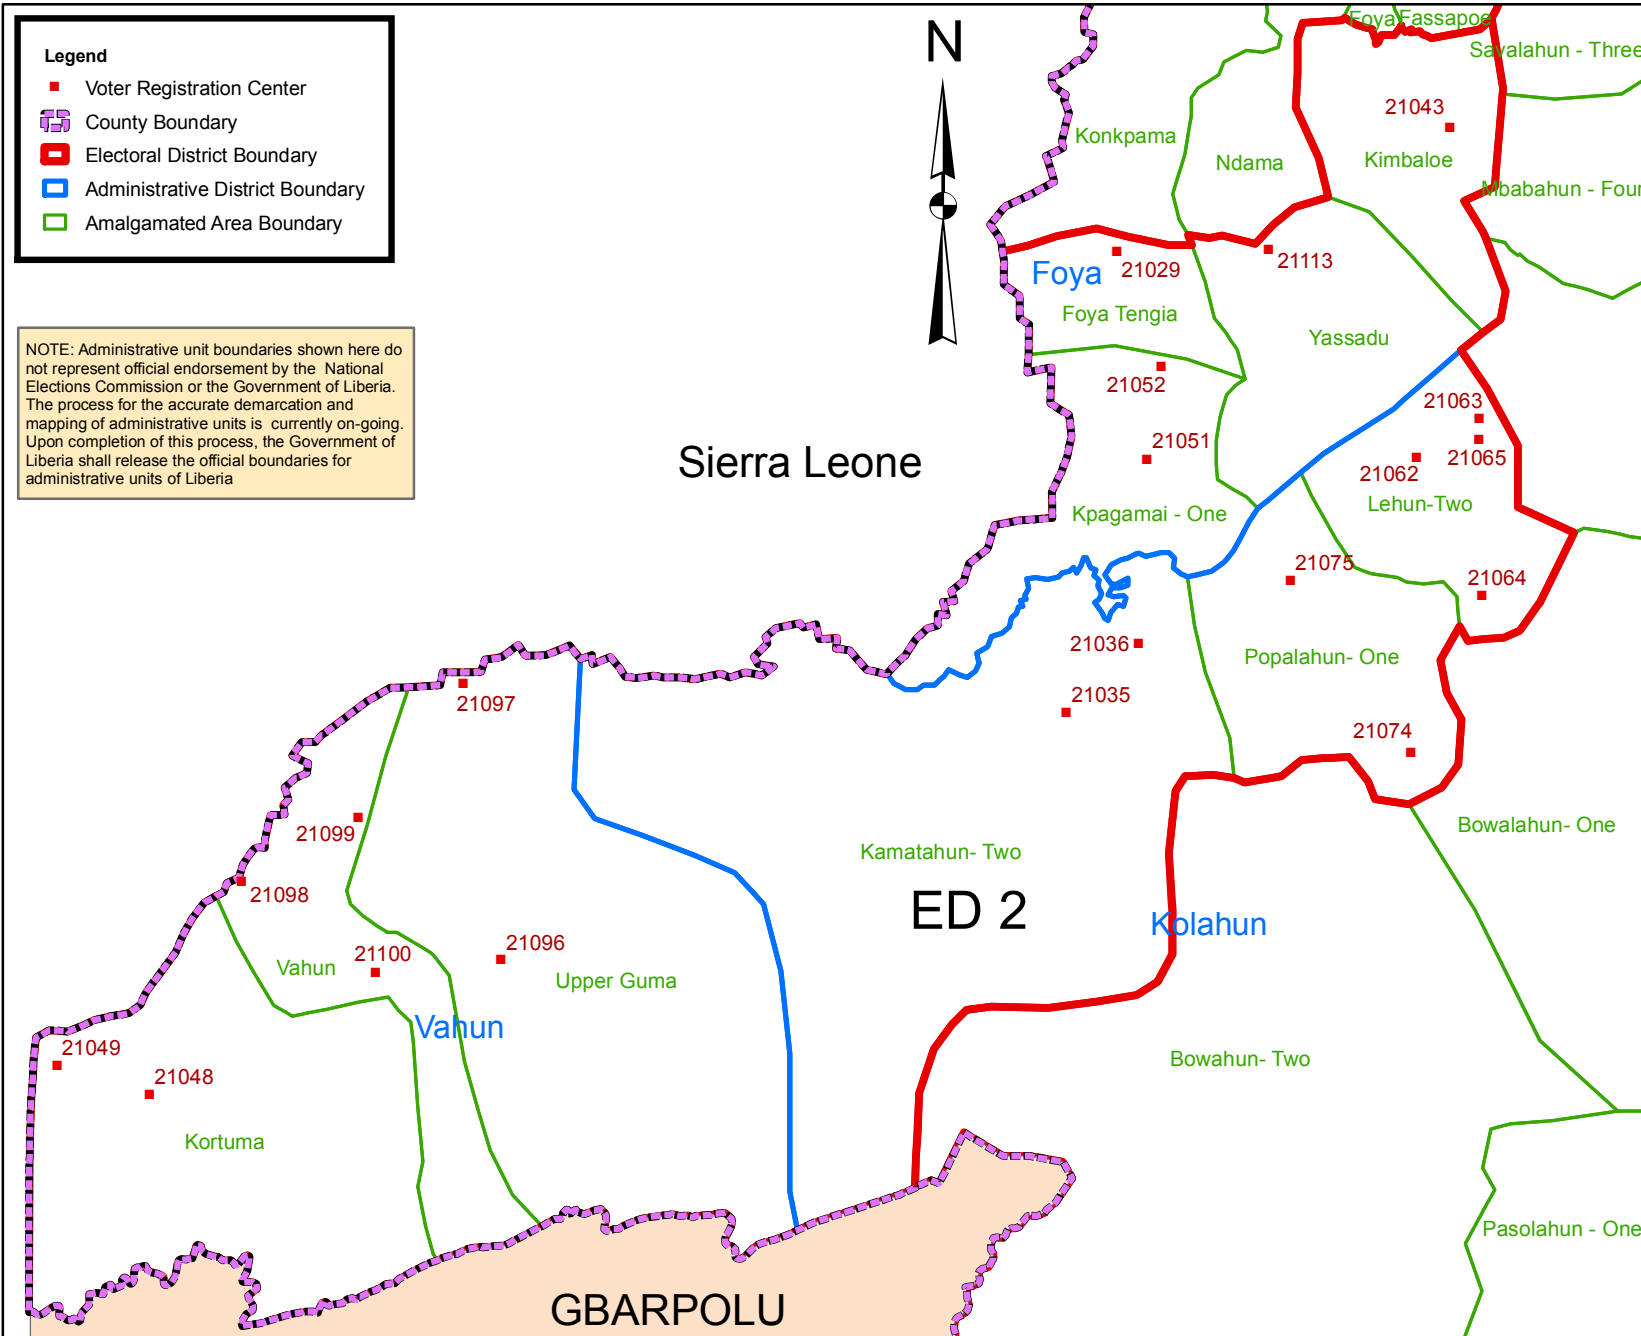 Legend
Voter Registration Center
County Boundary
Electoral District Boundary
Administrative District Boundary
Amalgamated Area Boundary
NOTE: Administrative unit boundaries shown here do
not represent official endorsement by the National
Elections Commission or the Government of Liberia.
The process for the accurate demarcation and
mapping of administrative units is currently on-going.
Upon completion of this process, the Government of
Liberia shall release the official boundaries for
administrative units of Liberia
N
Foya Fassapoe
Savalahun - Three
21043
Konkpama
Ndama
Kimbaloe
Mbabahun - Four
Foya
21029
21113
Foya Tengia
Yassadu
21052
21063
21051
21065
21062
Sierra Leone
Lehun-Two
Kpagamai - One
21075
21064
21036
Popalahun- One
21035
21097
21074
21099
Bowalahun- One
Kamatahun- Two
21098
ED 2
Kolahun
21100
21096
Vahun
Upper Guma
Vahun
21049
Bowahun- Two
21048
Kortuma
Pasolahun - One
GBARPOLU